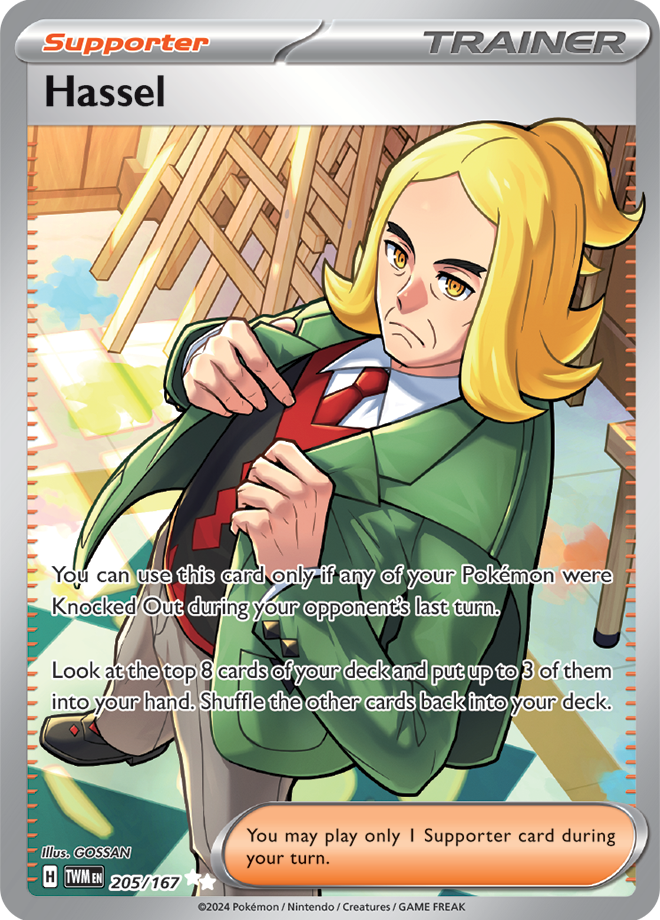 Supporter
TRAINER
Hassel
You can use this card only if any of your Pokémon were
Knocked Out during your opponent's last turn.
Look at the top 8 cards of your deck and put up to 3 of them
into your hand. Shuffle the other cards back into your deck.
You may play only 1 Supporter card during
your turn.
Illus. GOSSAN
H TWM EN 205/167
©2024 Pokémon / Nintendo / Creatures / GAME FREAK